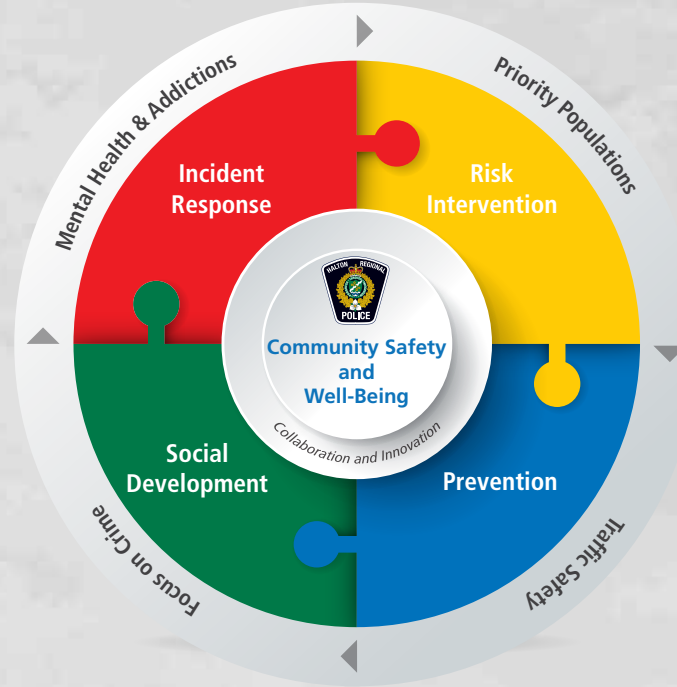 Mental Health & Addictions
Priority Populations
Incident
Response
Risk
Intervention
HALTON REGIONAL
POLICE
Community Safety
and
Well-Being
Collaboration and Innovation
Social
Development
Prevention
Focus on Crime
Traffic Safety